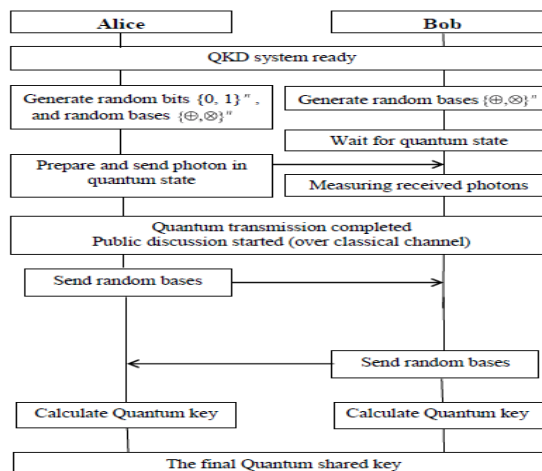 Alice
Bob
QKD system ready
Generate random bits {0, 1}ⁿ ,
and random bases {⊕,⊗}ⁿ
Generate random bases {⊕,⊗}ⁿ
Wait for quantum state
Prepare and send photon in
quantum state
Measuring received photons
Quantum transmission completed
Public discussion started (over classical channel)
Send random bases
Send random bases
Calculate Quantum key
Calculate Quantum key
The final Quantum shared key